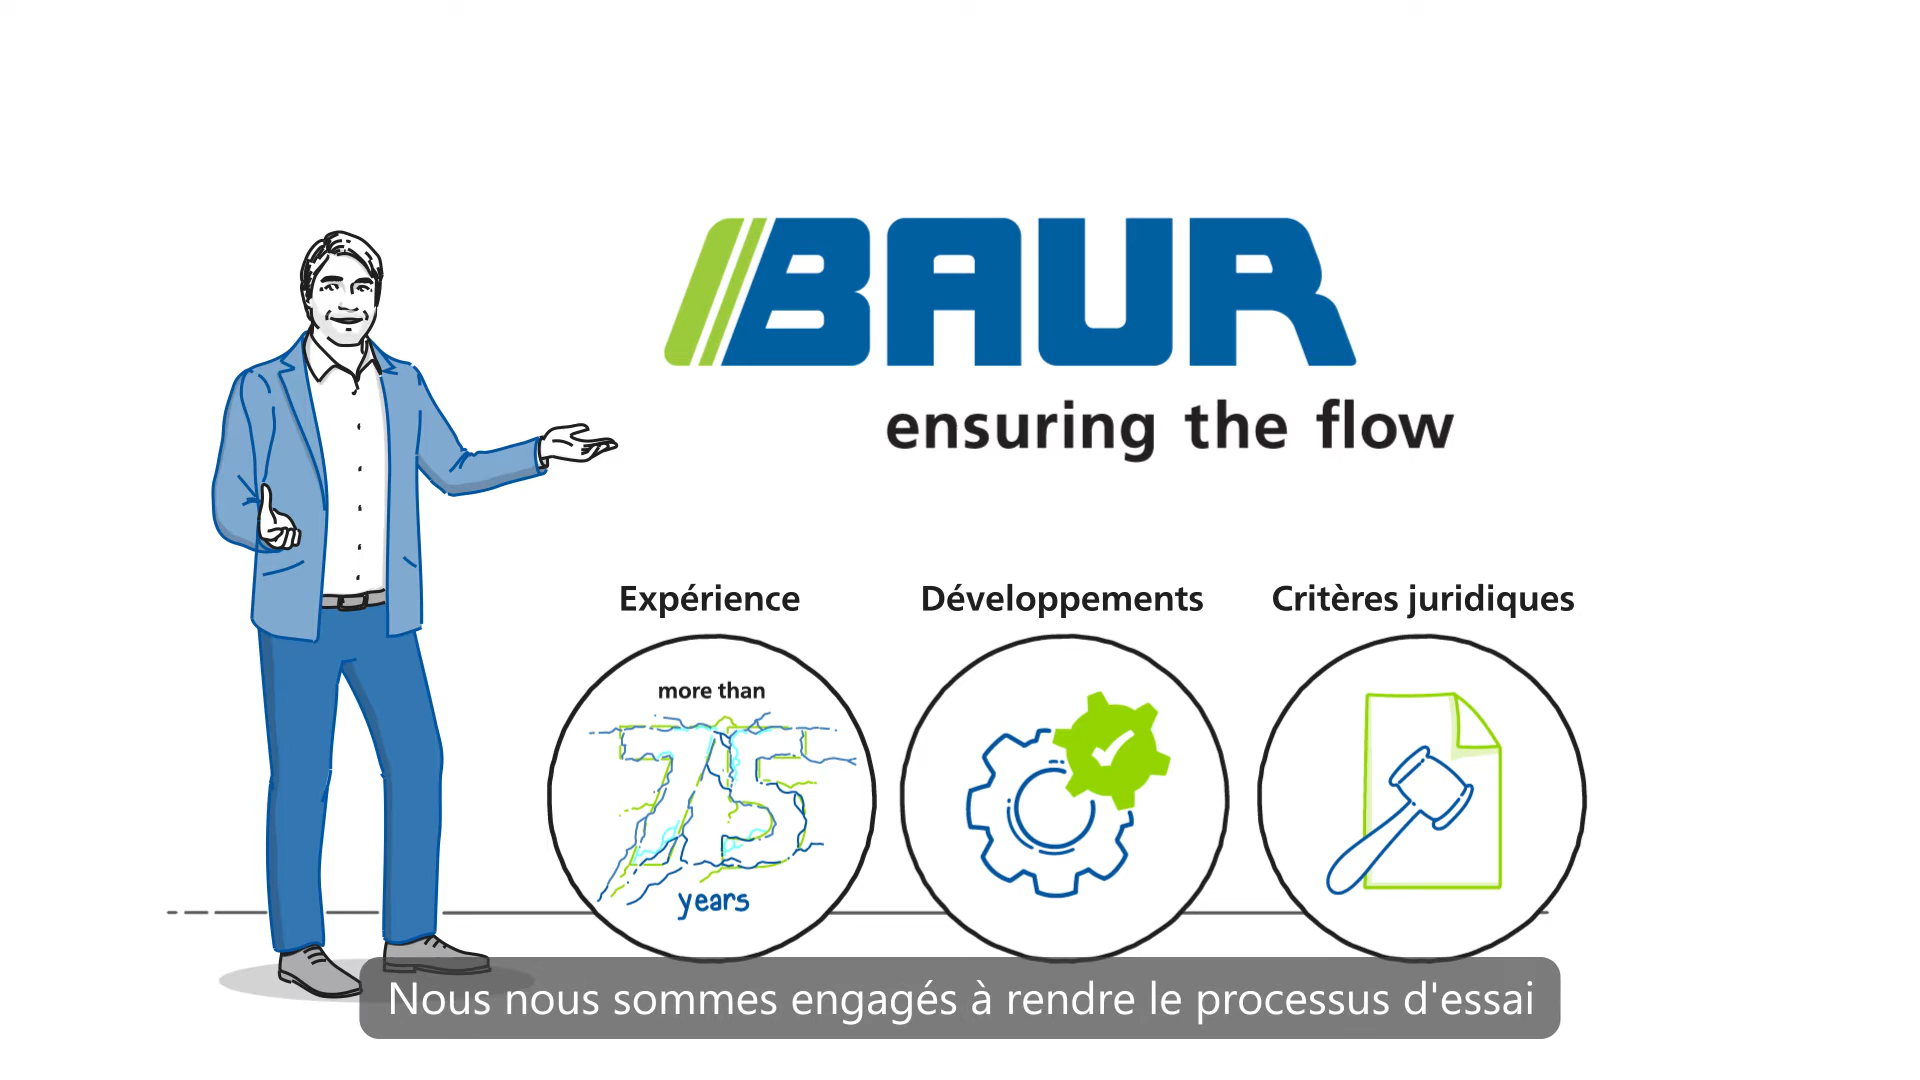 BAUR
ensuring the flow
Expérience
Développements
Critères juridiques
more than
75
years
Nous nous sommes engagés à rendre le processus d'essai